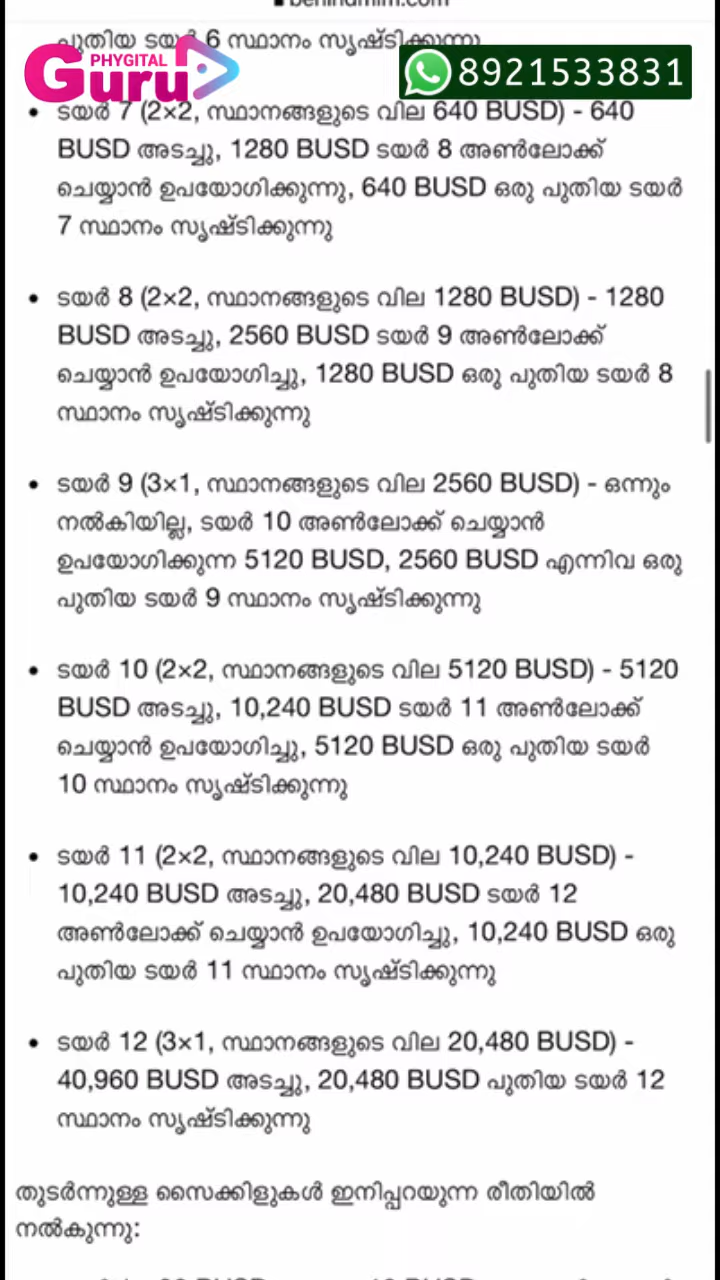 behindmlm.com
പുതിയ ടയർ 6 സ്ഥാനം സൃഷ്ടിക്കുന്നു
PHYGITAL
Guru
8921533831
• ടയർ 7 (2×2, സ്ഥാനങ്ങളുടെ വില 640 BUSD) - 640
BUSD അടച്ചു, 1280 BUSD ടയർ 8 അൺലോക്ക്
ചെയ്യാൻ ഉപയോഗിക്കുന്നു, 640 BUSD ഒരു പുതിയ ടയർ
7 സ്ഥാനം സൃഷ്ടിക്കുന്നു
• ടയർ 8 (2×2, സ്ഥാനങ്ങളുടെ വില 1280 BUSD) - 1280
BUSD അടച്ചു, 2560 BUSD ടയർ 9 അൺലോക്ക്
ചെയ്യാൻ ഉപയോഗിച്ചു, 1280 BUSD ഒരു പുതിയ ടയർ 8
സ്ഥാനം സൃഷ്ടിക്കുന്നു
• ടയർ 9 (3×1, സ്ഥാനങ്ങളുടെ വില 2560 BUSD) - ഒന്നും
നൽകിയില്ല, ടയർ 10 അൺലോക്ക് ചെയ്യാൻ
ഉപയോഗിക്കുന്ന 5120 BUSD, 2560 BUSD എന്നിവ ഒരു
പുതിയ ടയർ 9 സ്ഥാനം സൃഷ്ടിക്കുന്നു
• ടയർ 10 (2×2, സ്ഥാനങ്ങളുടെ വില 5120 BUSD) - 5120
BUSD അടച്ചു, 10,240 BUSD ടയർ 11 അൺലോക്ക്
ചെയ്യാൻ ഉപയോഗിച്ചു, 5120 BUSD ഒരു പുതിയ ടയർ
10 സ്ഥാനം സൃഷ്ടിക്കുന്നു
• ടയർ 11 (2×2, സ്ഥാനങ്ങളുടെ വില 10,240 BUSD) -
10,240 BUSD അടച്ചു, 20,480 BUSD ടയർ 12
അൺലോക്ക് ചെയ്യാൻ ഉപയോഗിച്ചു, 10,240 BUSD ഒരു
പുതിയ ടയർ 11 സ്ഥാനം സൃഷ്ടിക്കുന്നു
• ടയർ 12 (3×1, സ്ഥാനങ്ങളുടെ വില 20,480 BUSD) -
40,960 BUSD അടച്ചു, 20,480 BUSD പുതിയ ടയർ 12
സ്ഥാനം സൃഷ്ടിക്കുന്നു
തുടർന്നുള്ള സൈക്കിളുകൾ ഇനിപ്പറയുന്ന രീതിയിൽ
നൽകുന്നു: